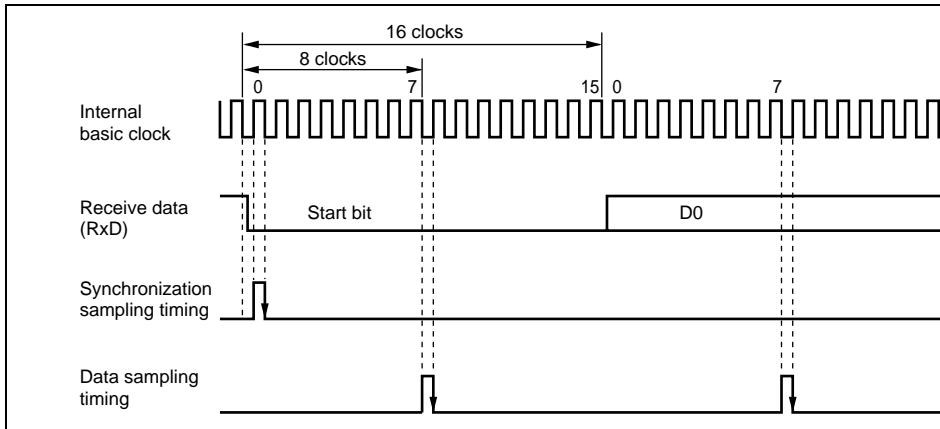 16 clocks
8 clocks
0 7 15 0 7
Internal
basic clock
Receive data
(RxD)
Start bit D0
Synchronization
sampling timing
Data sampling
timing